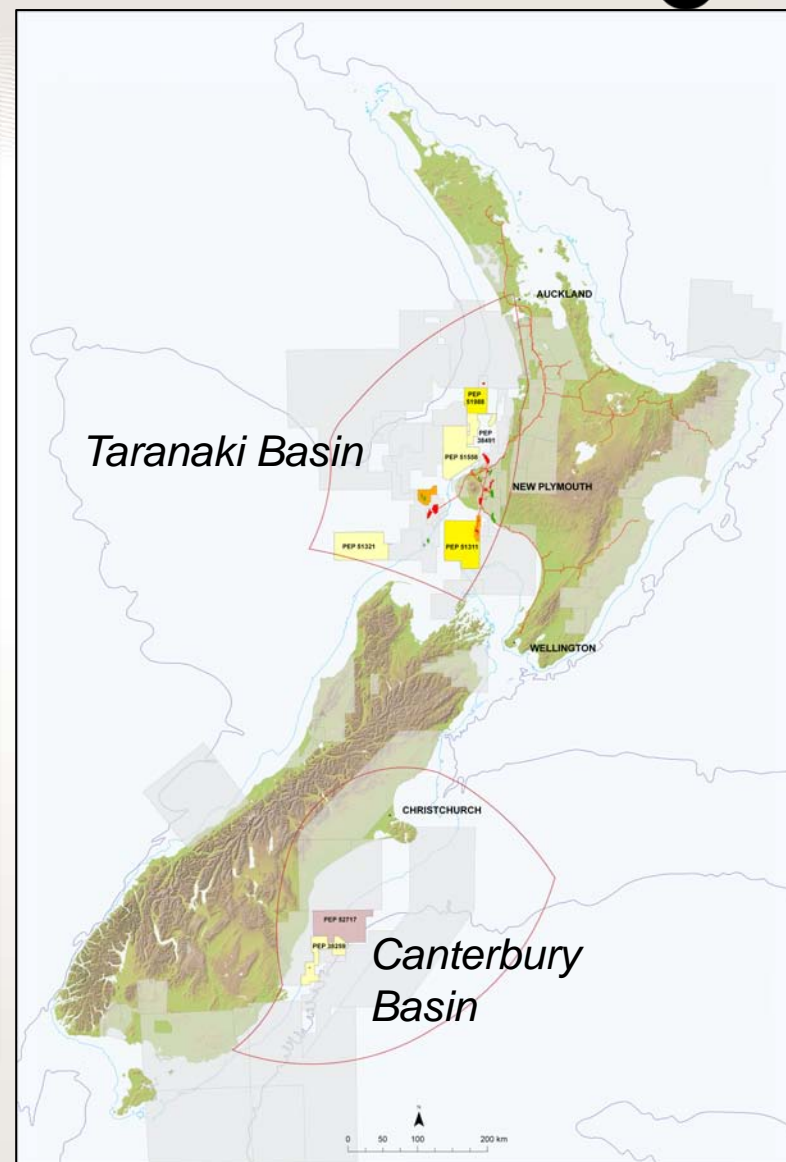 AUCKLAND
PEP
51988
PEP
38491
Taranaki Basin
PEP 51558
NEW PLYMOUTH
PEP 51321
PEP 51311
WELLINGTON
CHRISTCHURCH
PEP 52717
PEP 38259
Canterbury
Basin
0 50 100 200 km